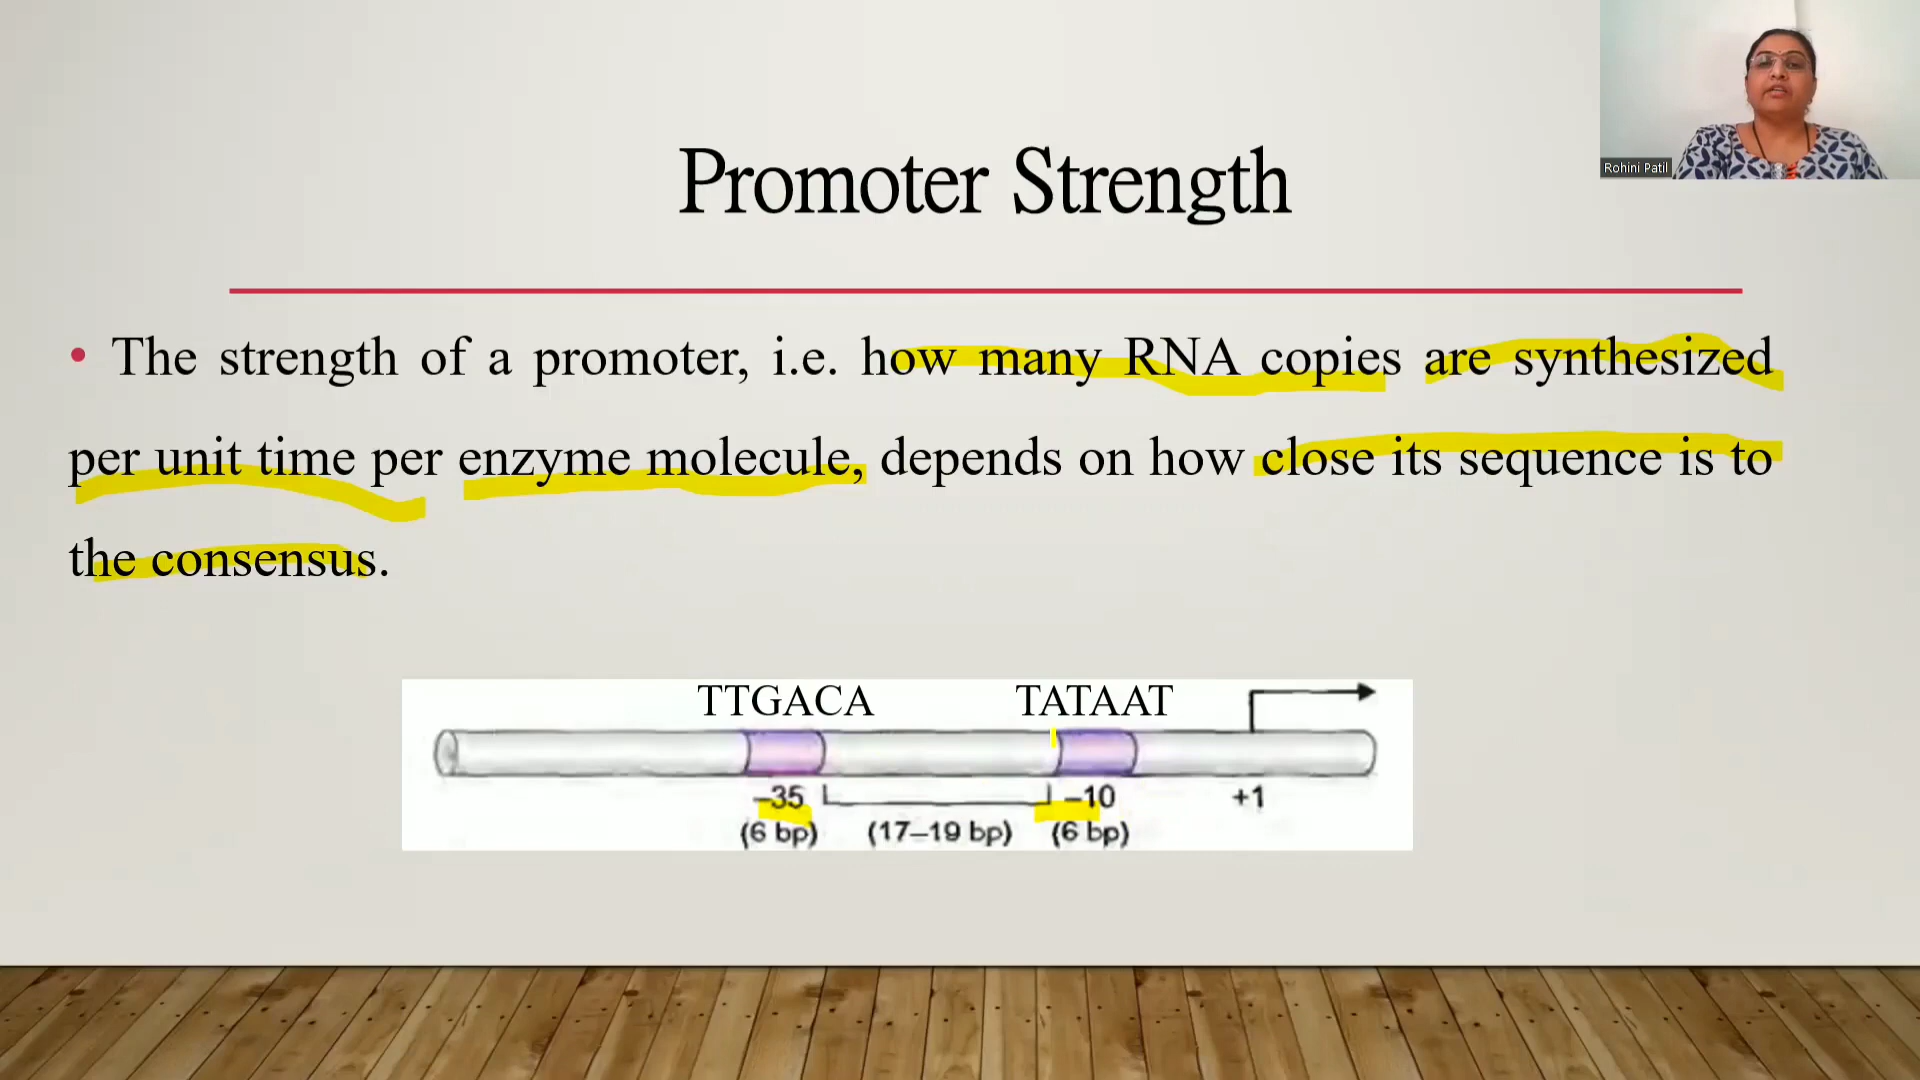 Rohini Patil
Promoter Strength
• The strength of a promoter, i.e. how many RNA copies are synthesized
per unit time per enzyme molecule, depends on how close its sequence is to
the consensus.
TTGACA TATAAT
–35 –10 +1
(6 bp) (17–19 bp) (6 bp)